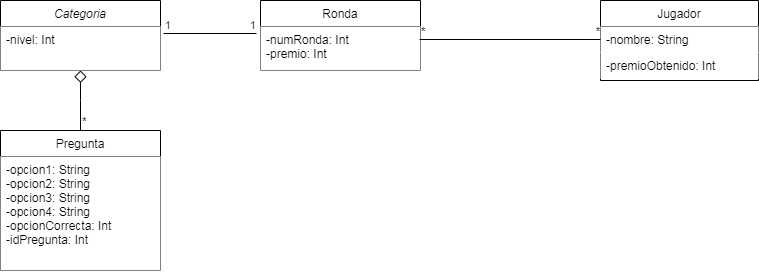 Categoria
-nivel: Int
1
1
Ronda
-numRonda: Int
-premio: Int
*
*
Jugador
-nombre: String
-premioObtenido: Int
*
Pregunta
-opcion1: String
-opcion2: String
-opcion3: String
-opcion4: String
-opcionCorrecta: Int
-idPregunta: Int